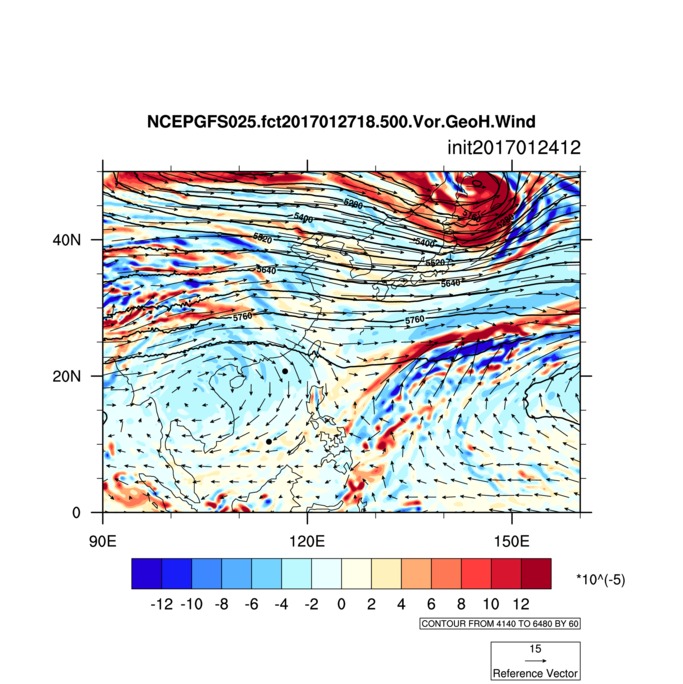 NCEPGFS025.fct2017012718.500.Vor.GeoH.Wind
init2017012412
5280
5400
5520
5400
40N
5520
5640
5640
5760
5760
20N
0
90E 120E 150E
-12 -10 -8 -6 -4 -2 0 2 4 6 8 10 12 *10^(-5)
CONTOUR FROM 4140 TO 6480 BY 60
15
Reference Vector